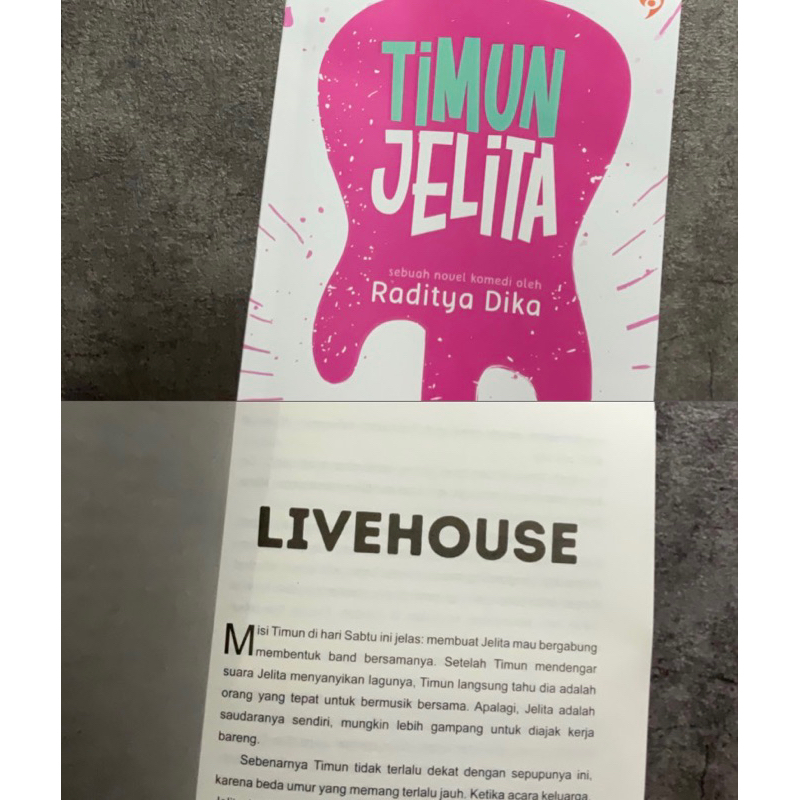 TiMUN
JELiTA
sebuah novel komedi oleh
Raditya Dika
LIVEHOUSE
Misi Timun di hari Sabtu ini jelas: membuat Jelita mau bergabung
membentuk band bersamanya. Setelah Timun mendengar
suara Jelita menyanyikan lagunya, Timun langsung tahu dia adalah
orang yang tepat untuk bermusik bersama. Apalagi, Jelita adalah
saudaranya sendiri, mungkin lebih gampang untuk diajak kerja
bareng.
Sebenarnya Timun tidak terlalu dekat dengan sepupunya ini,
karena beda umur yang memang terlalu jauh. Ketika acara keluarga,